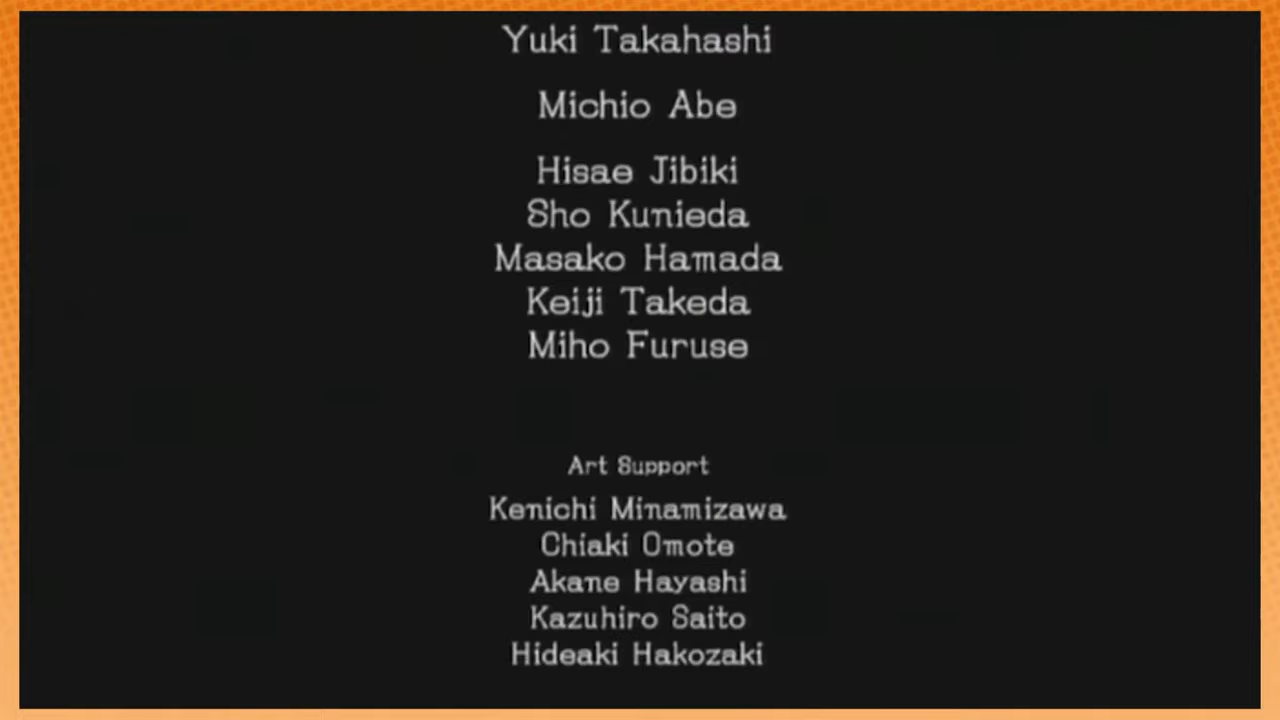 Yuki Takahashi
Michio Abe
Hisae Jibiki
Sho Kunieda
Masako Hamada
Keiji Takeda
Miho Furuse
Art Support
Kenichi Minamizawa
Chiaki Omote
Akane Hayashi
Kazuhiro Saito
Hideaki Hakozaki